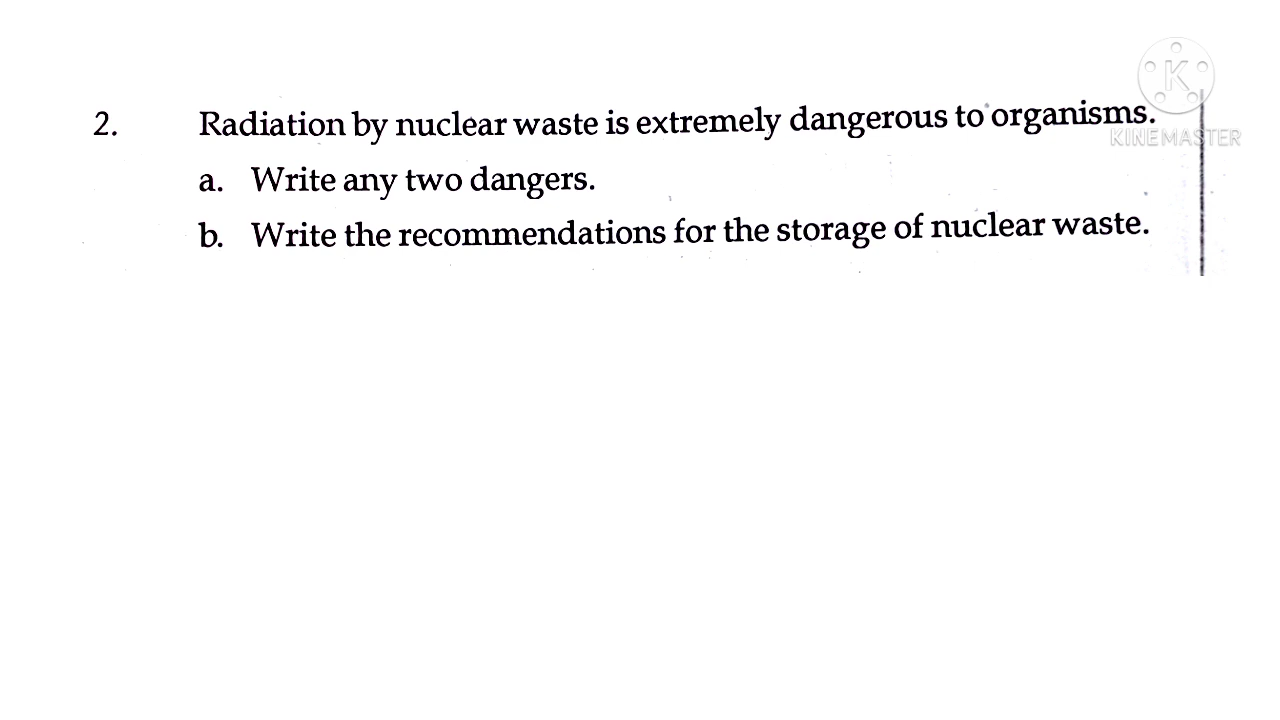 2. Radiation by nuclear waste is extremely dangerous to organisms.
KINEMASTER
a. Write any two dangers.
b. Write the recommendations for the storage of nuclear waste.